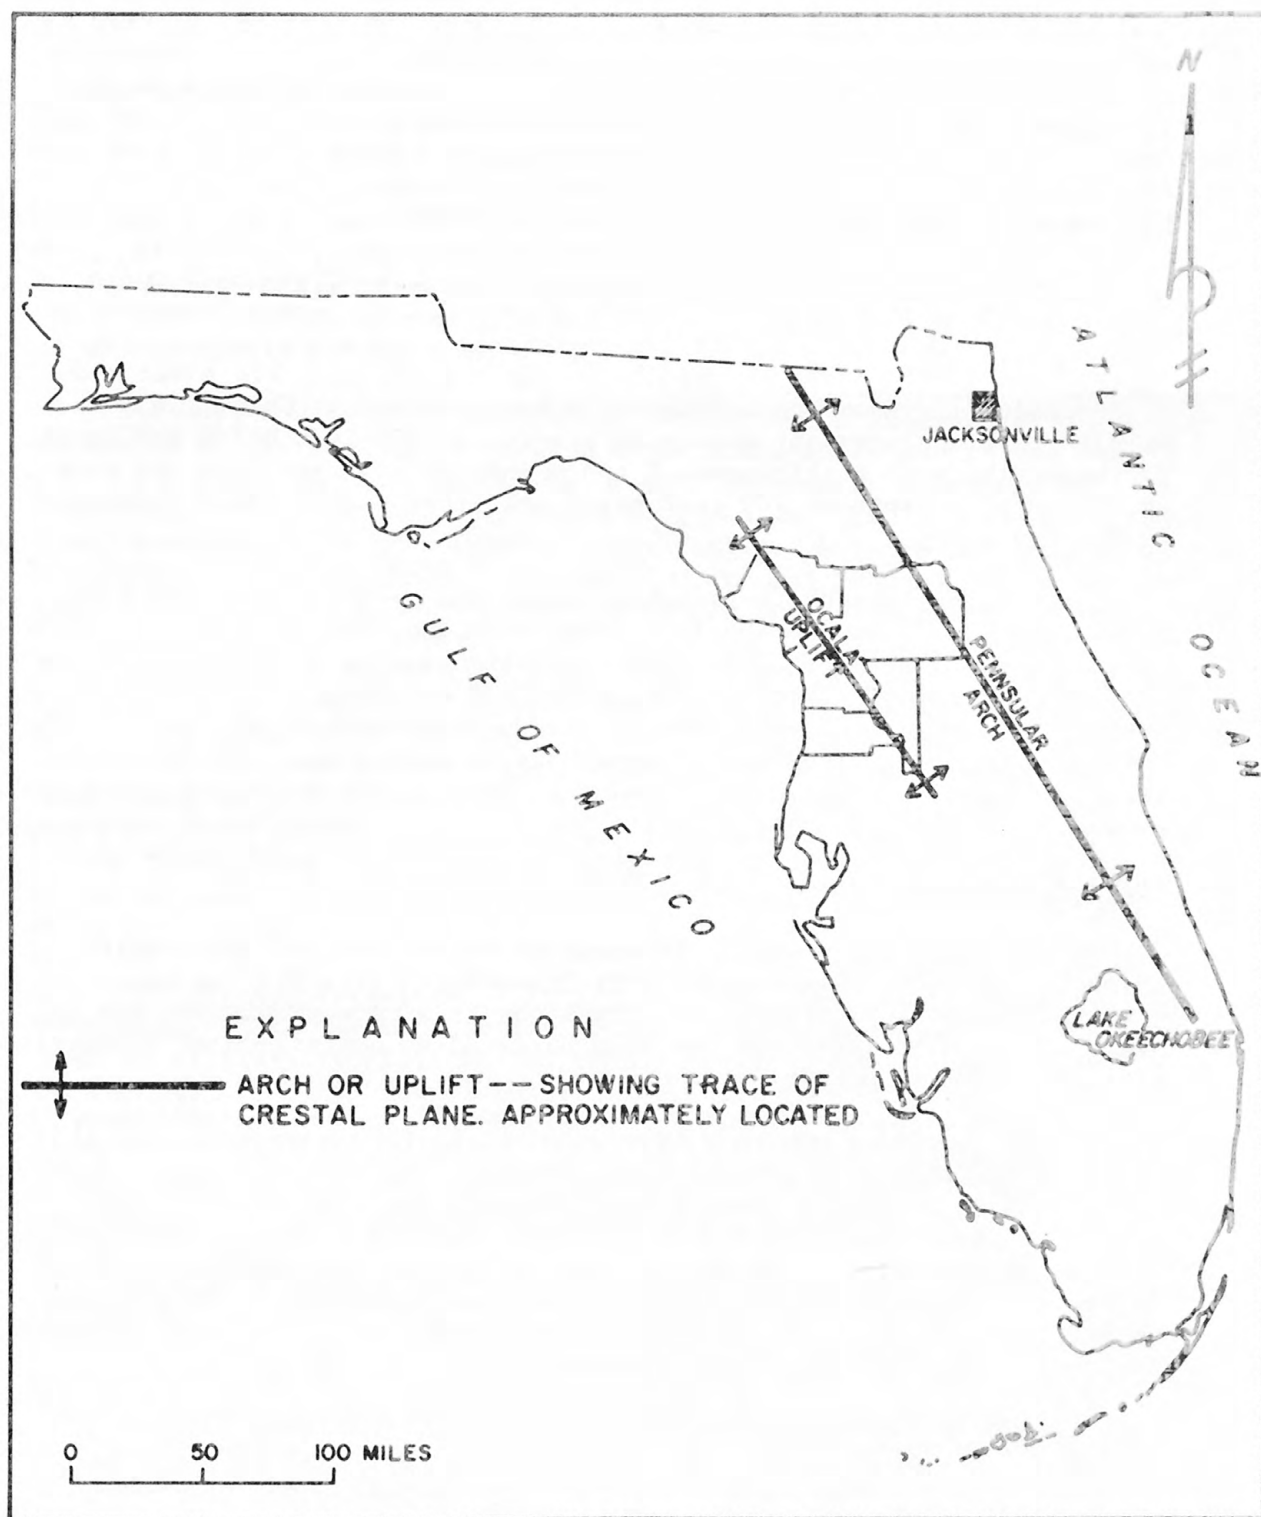 N
ATLANTIC
OCEAN
JACKSONVILLE
GULF OF MEXICO
OCALA
UPLIFT
PENNSULAR
ARCH
LAKE
OKEECHOBEE
EXPLANATION
ARCH OR UPLIFT--SHOWING TRACE OF
CRESTAL PLANE. APPROXIMATELY LOCATED
0 50 100 MILES